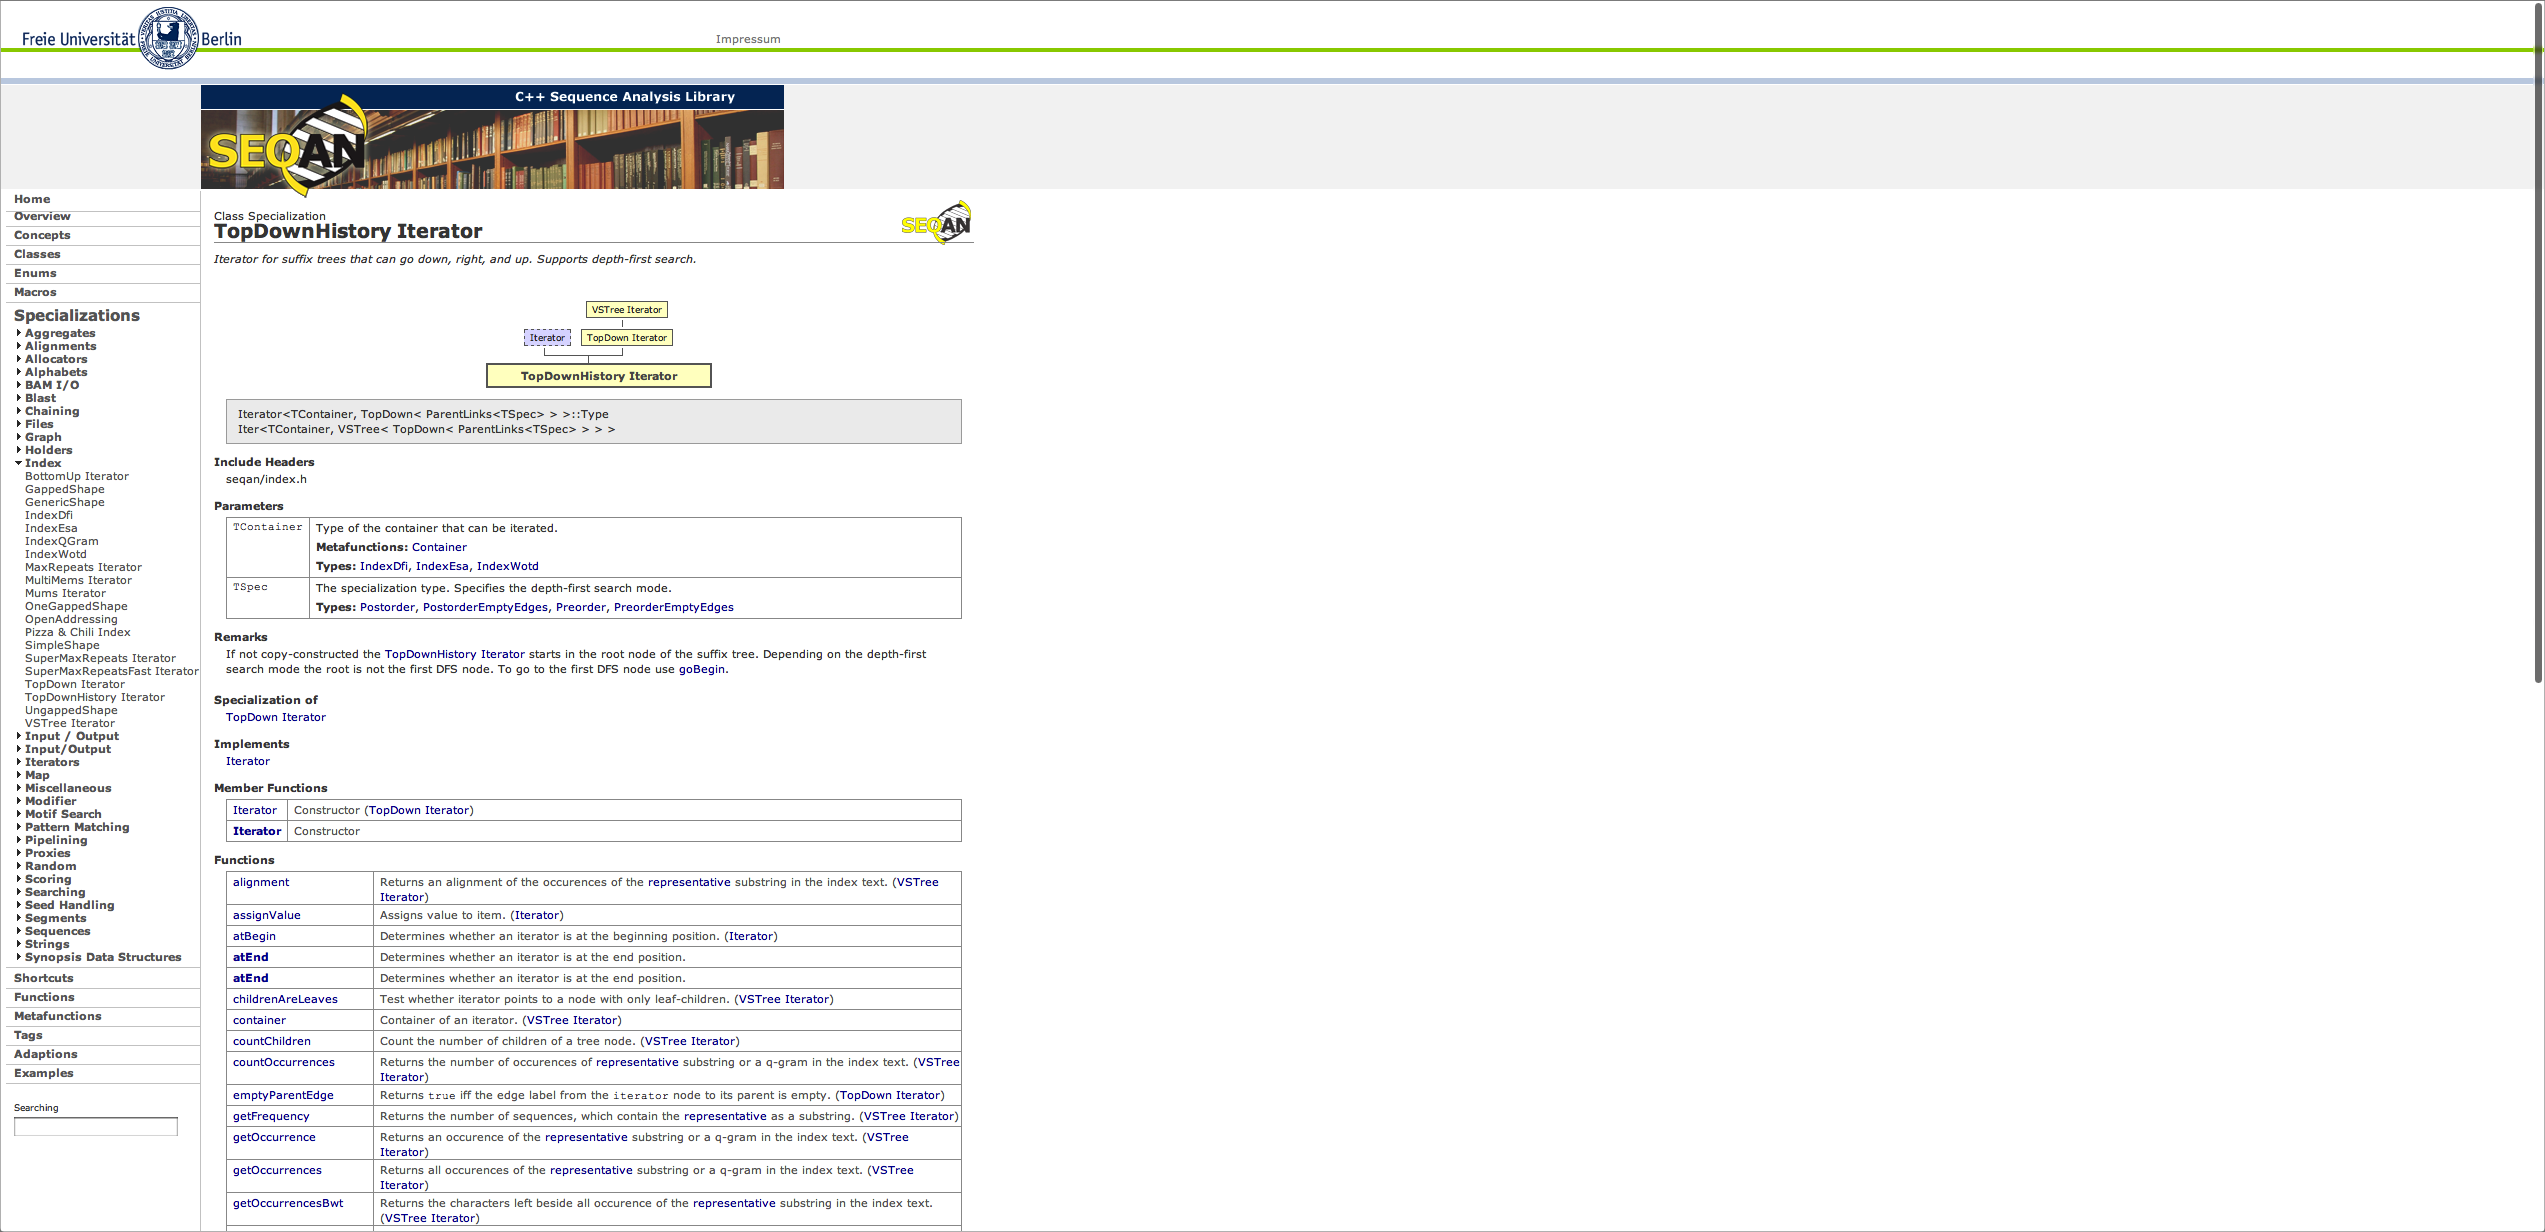 Freie Universität Berlin
Impressum
C++ Sequence Analysis Library
SEQAN
Home
Overview
Concepts
Classes
Enums
Macros
Specializations
Aggregates
Alignments
Allocators
Alphabets
BAM I/O
Blast
Chaining
Files
Graph
Holders
Index
BottomUp Iterator
GappedShape
GenericShape
IndexDfi
IndexEsa
IndexQGram
IndexWotd
MaxRepeats Iterator
MultiMems Iterator
Mums Iterator
OneGappedShape
OpenAddressing
Pizza & Chili Index
SimpleShape
SuperMaxRepeats Iterator
SuperMaxRepeatsFast Iterator
TopDown Iterator
TopDownHistory Iterator
UngappedShape
VSTree Iterator
Input / Output
Input/Output
Iterators
Map
Miscellaneous
Modifier
Motif Search
Pattern Matching
Pipelining
Proxies
Random
Scoring
Searching
Seed Handling
Segments
Sequences
Strings
Synopsis Data Structures
Shortcuts
Functions
Metafunctions
Tags
Adaptions
Examples
Searching
Class Specialization
TopDownHistory Iterator
SEQAN
Iterator for suffix trees that can go down, right, and up. Supports depth-first search.
VSTree Iterator
Iterator TopDown Iterator
TopDownHistory Iterator
Iterator<TContainer, TopDown< ParentLinks<TSpec> > >::Type
Iter<TContainer, VSTree< TopDown< ParentLinks<TSpec> > > >
Include Headers
seqan/index.h
Parameters
TContainer Type of the container that can be iterated.
Metafunctions: Container
Types: IndexDfi, IndexEsa, IndexWotd
TSpec The specialization type. Specifies the depth-first search mode.
Types: Postorder, PostorderEmptyEdges, Preorder, PreorderEmptyEdges
Remarks
If not copy-constructed the TopDownHistory Iterator starts in the root node of the suffix tree. Depending on the depth-first
search mode the root is not the first DFS node. To go to the first DFS node use goBegin.
Specialization of
TopDown Iterator
Implements
Iterator
Member Functions
Iterator Constructor (TopDown Iterator)
Iterator Constructor
Functions
alignment Returns an alignment of the occurences of the representative substring in the index text. (VSTree
Iterator)
assignValue Assigns value to item. (Iterator)
atBegin Determines whether an iterator is at the beginning position. (Iterator)
atEnd Determines whether an iterator is at the end position.
atEnd Determines whether an iterator is at the end position.
childrenAreLeaves Test whether iterator points to a node with only leaf-children. (VSTree Iterator)
container Container of an iterator. (VSTree Iterator)
countChildren Count the number of children of a tree node. (VSTree Iterator)
countOccurrences Returns the number of occurences of representative substring or a q-gram in the index text. (VSTree
Iterator)
emptyParentEdge Returns true iff the edge label from the iterator node to its parent is empty. (TopDown Iterator)
getFrequency Returns the number of sequences, which contain the representative as a substring. (VSTree Iterator)
getOccurrence Returns an occurence of the representative substring or a q-gram in the index text. (VSTree
Iterator)
getOccurrences Returns all occurences of the representative substring or a q-gram in the index text. (VSTree
Iterator)
getOccurrencesBwt Returns the characters left beside all occurence of the representative substring in the index text.
(VSTree Iterator)